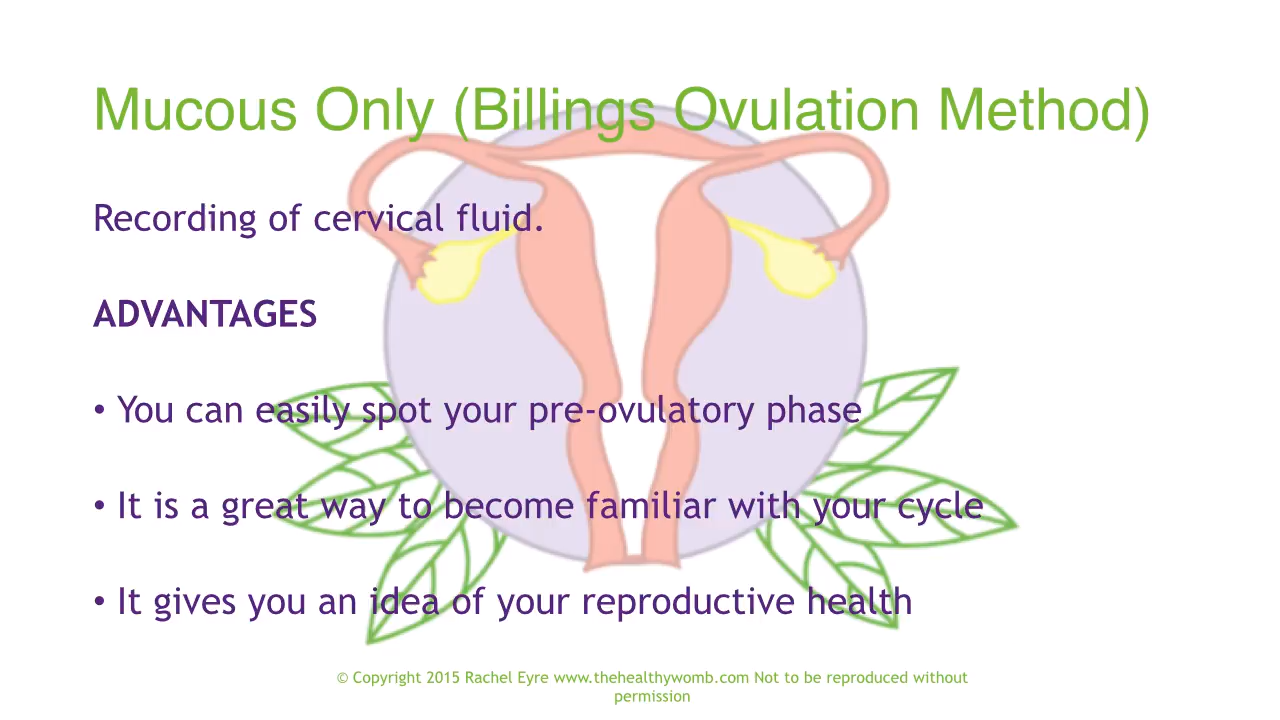 Mucous Only (Billings Ovulation Method)
Recording of cervical fluid.
ADVANTAGES
• You can easily spot your pre-ovulatory phase
• It is a great way to become familiar with your cycle
• It gives you an idea of your reproductive health
© Copyright 2015 Rachel Eyre www.thehealthywomb.com Not to be reproduced without
permission